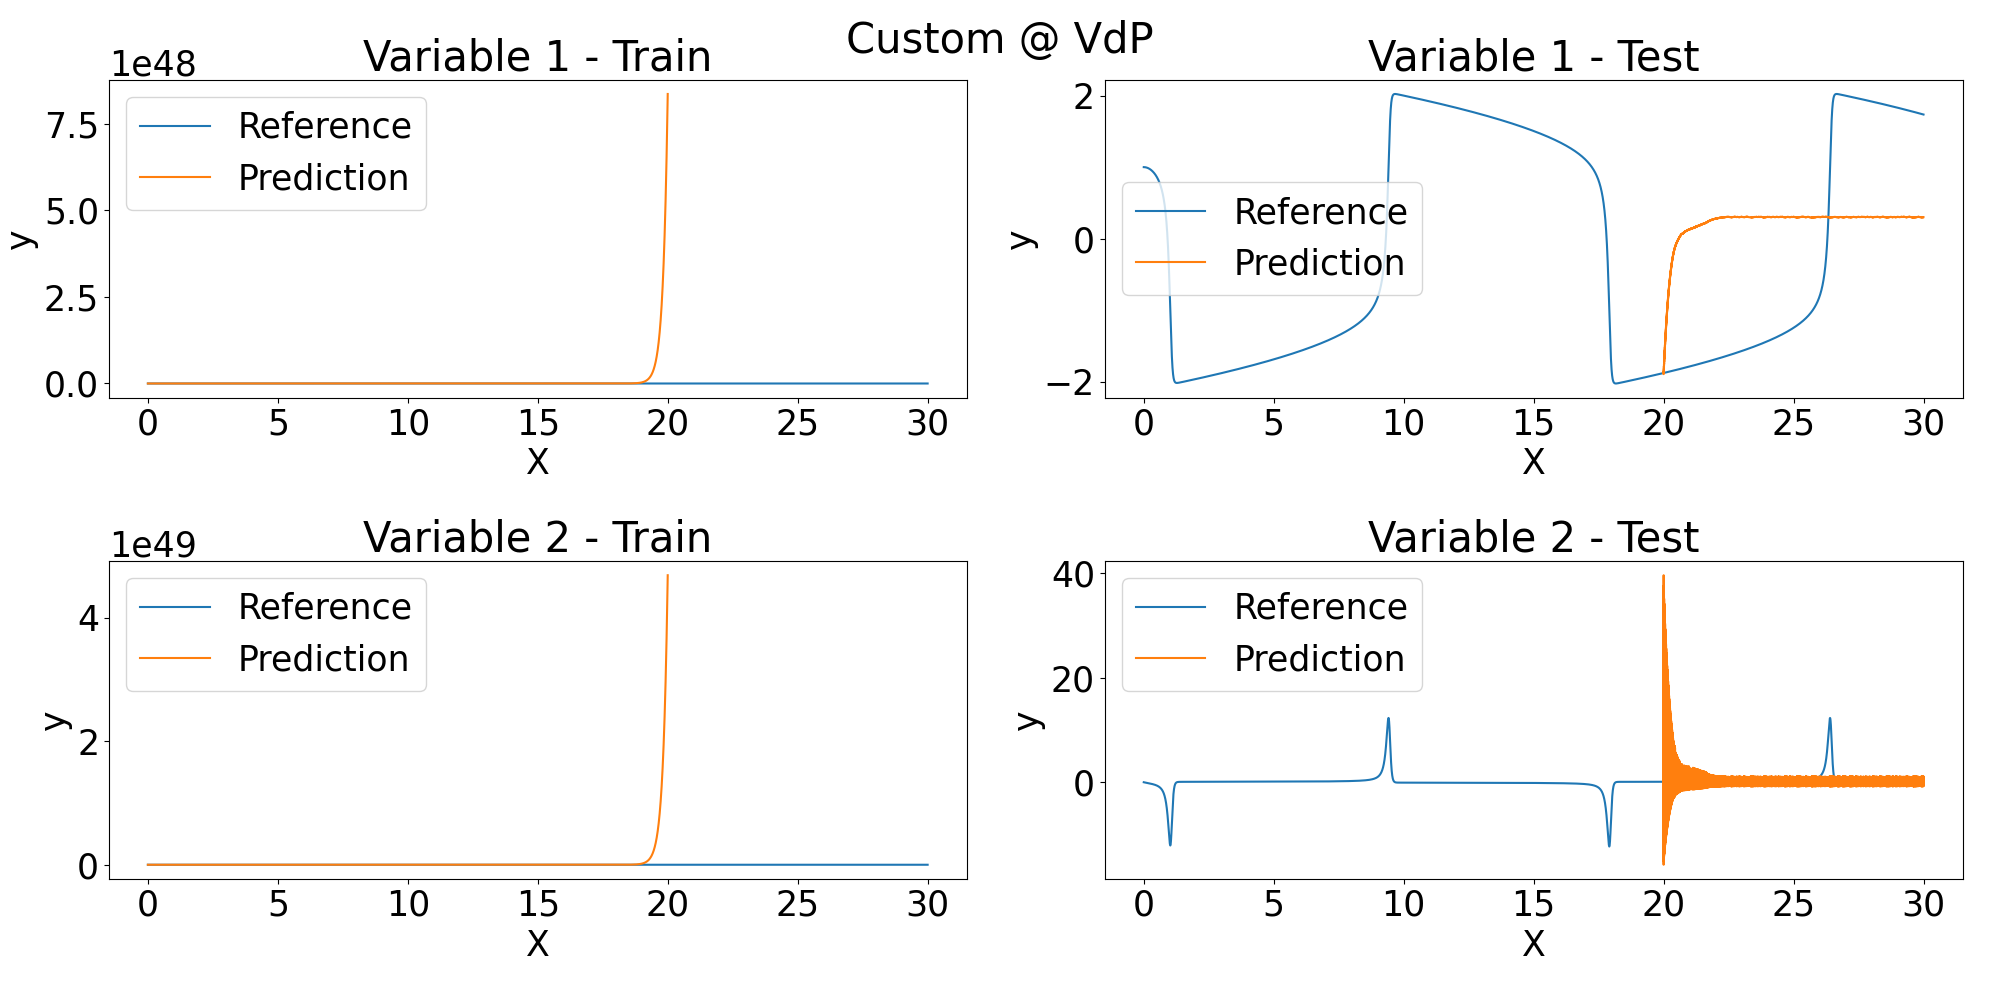 Custom @ VdP
Variable 1 - Train
1e48
7.5
5.0
2.5
0.0
y
Reference
Prediction
0 5 10 15 20 25 30
X
Variable 1 - Test
2
0
−2
y
Reference
Prediction
0 5 10 15 20 25 30
X
Variable 2 - Train
1e49
4
2
0
y
Reference
Prediction
0 5 10 15 20 25 30
X
Variable 2 - Test
40
20
0
y
Reference
Prediction
0 5 10 15 20 25 30
X